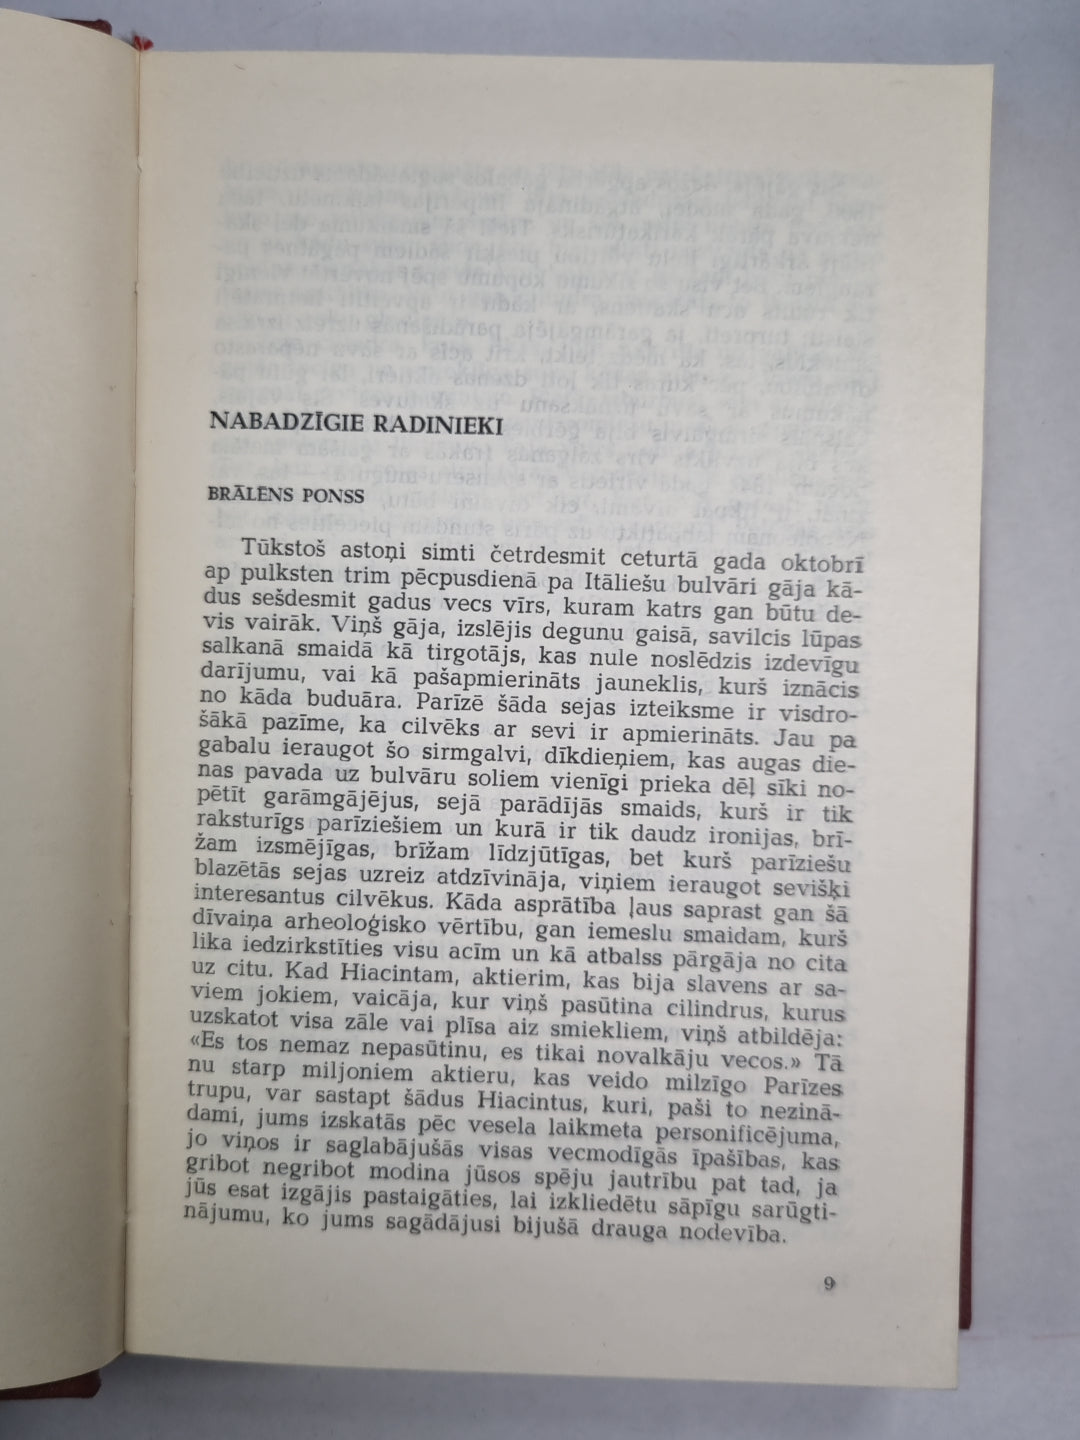 NABADZĪGIE RADINIEKI
BRĀLĒNS PONSS
Tūkstoš astoņi simti četrdesmit ceturtā gada oktobrī
ap pulksten trim pēcpusdienā pa Itāliešu bulvāri gāja kā-
dus sešdesmit gadus vecs vīrs, kuram katrs gan būtu de-
vis vairāk. Viņš gāja, izslējis degunu gaisā, savilcis lūpas
salkanā smaidā kā tirgotājs, kas nule noslēdzis izdevīgu
darījumu, vai kā pašapmierināts jauneklis, kurš iznācis
no kāda buduāra. Parīzē šāda sejas izteiksme ir visdro-
šākā pazīme, ka cilvēks ar sevi ir apmierināts. Jau pa
gabalu ieraugot šo sirmgalvi, dīkdieņiem, kas augas die-
nas pavada uz bulvāru soliem vienīgi prieka dēļ sīki no-
pētīt garāmgājējus, sejā parādījās smaids, kurš ir tik
raksturīgs parīziešiem un kurā ir tik daudz ironijas, brī-
žam izsmējīgas, brīžam līdzjūtīgas, bet kurš parīziešu
blazētās sejas uzreiz atdzīvināja, viņiem ieraugot sevišķi
interesantus cilvēkus. Kāda asprātība ļaus saprast gan šā
dīvaiņa arheoloģisko vērtību, gan iemeslu smaidam, kurš
lika iedzirkstīties visu acīm un kā atbalss pārgāja no cita
uz citu. Kad Hiacintam, aktierim, kas bija slavens ar sa-
viem jokiem, vaicāja, kur viņš pasūtina cilindrus, kurus
uzskatot visa zāle vai plīsa aiz smiekliem, viņš atbildēja:
«Es tos nemaz nepasūtinu, es tikai novalkāju vecos.» Tā
nu starp miljoniem aktieru, kas veido milzīgo Parīzes
trupu, var sastapt šādus Hiacintus, kuri, paši to nezinā-
dami, jums izskatās pēc vesela laikmeta personificējuma,
jo viņos ir saglabājušās visas vecmodīgās īpašības, kas
gribot negribot modina jūsos spēju jautrību pat tad, ja
jūs esat izgājis pastaigāties, lai izkliedētu sāpīgu sarūgti-
nājumu, ko jums sagādājusi bijušā drauga nodevība.
9